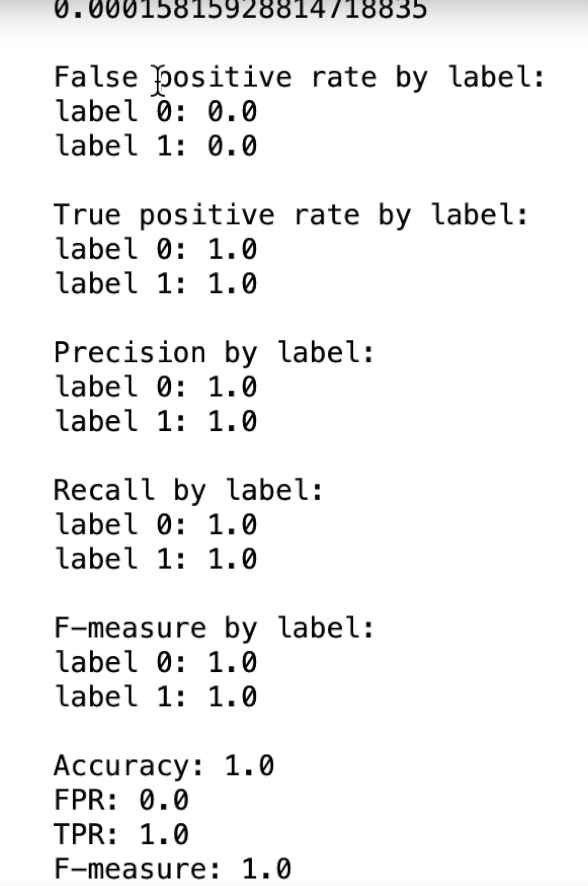 0.00015815928814718835
False positive rate by label:
label 0: 0.0
label 1: 0.0
True positive rate by label:
label 0: 1.0
label 1: 1.0
Precision by label:
label 0: 1.0
label 1: 1.0
Recall by label:
label 0: 1.0
label 1: 1.0
F-measure by label:
label 0: 1.0
label 1: 1.0
Accuracy: 1.0
FPR: 0.0
TPR: 1.0
F-measure: 1.0